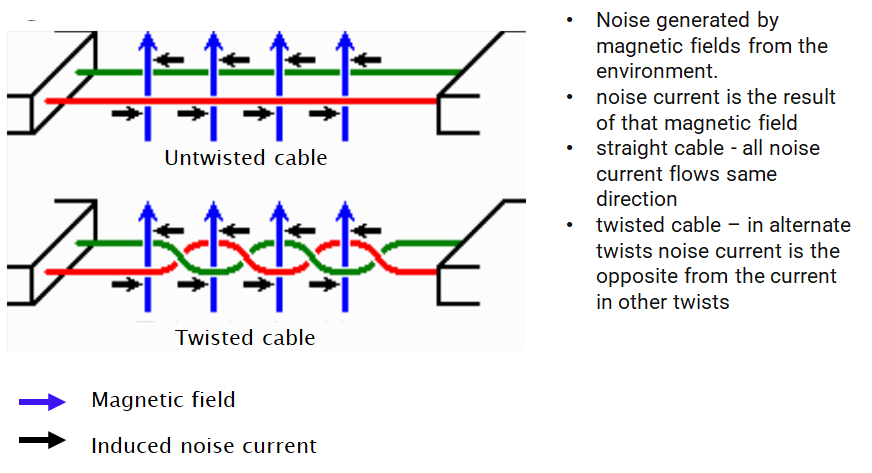 Untwisted cable
Twisted cable
Magnetic field
Induced noise current
• Noise generated by
magnetic fields from the
environment.
• noise current is the result
of that magnetic field
• straight cable - all noise
current flows same
direction
• twisted cable – in alternate
twists noise current is the
opposite from the current
in other twists